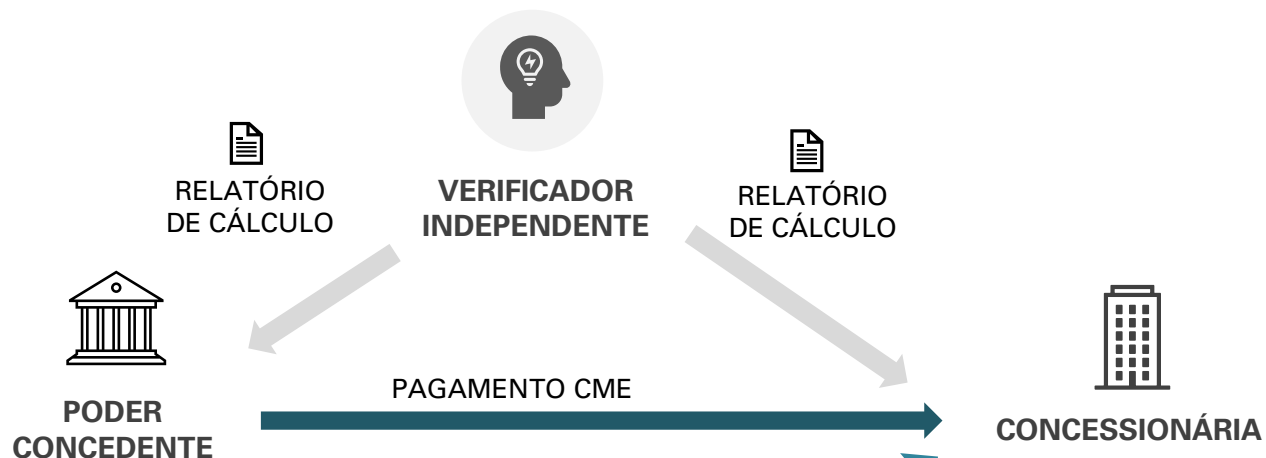 RELATÓRIO
DE CÁLCULO
VERIFICADOR
INDEPENDENTE
RELATÓRIO
DE CÁLCULO
PODER
CONCEDENTE
PAGAMENTO CME
CONCESSIONÁRIA